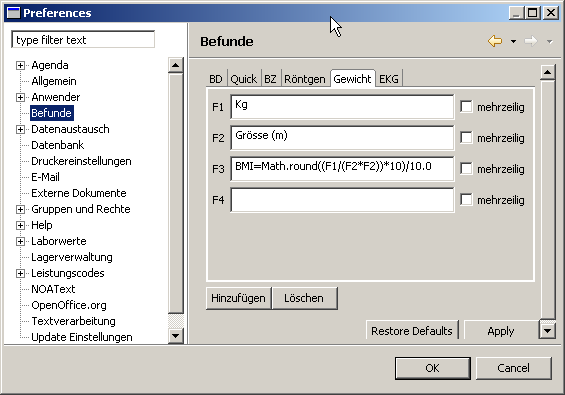 Preferences
type filter text
Agenda
Allgemein
Anwender
Befunde
Datenaustausch
Datenbank
Druckereinstellungen
E-Mail
Externe Dokumente
Gruppen und Rechte
Help
Laborwerte
Lagerverwaltung
Leistungscodes
NOAText
OpenOffice.org
Textverarbeitung
Update Einstellungen
Befunde
BD Quick BZ Röntgen Gewicht EKG
F1 Kg mehrzeilig
F2 Grösse (m) mehrzeilig
F3 BMI=Math.round((F1/(F2*F2))*10)/10.0 mehrzeilig
F4 mehrzeilig
Hinzufügen Löschen
Restore Defaults Apply
OK Cancel